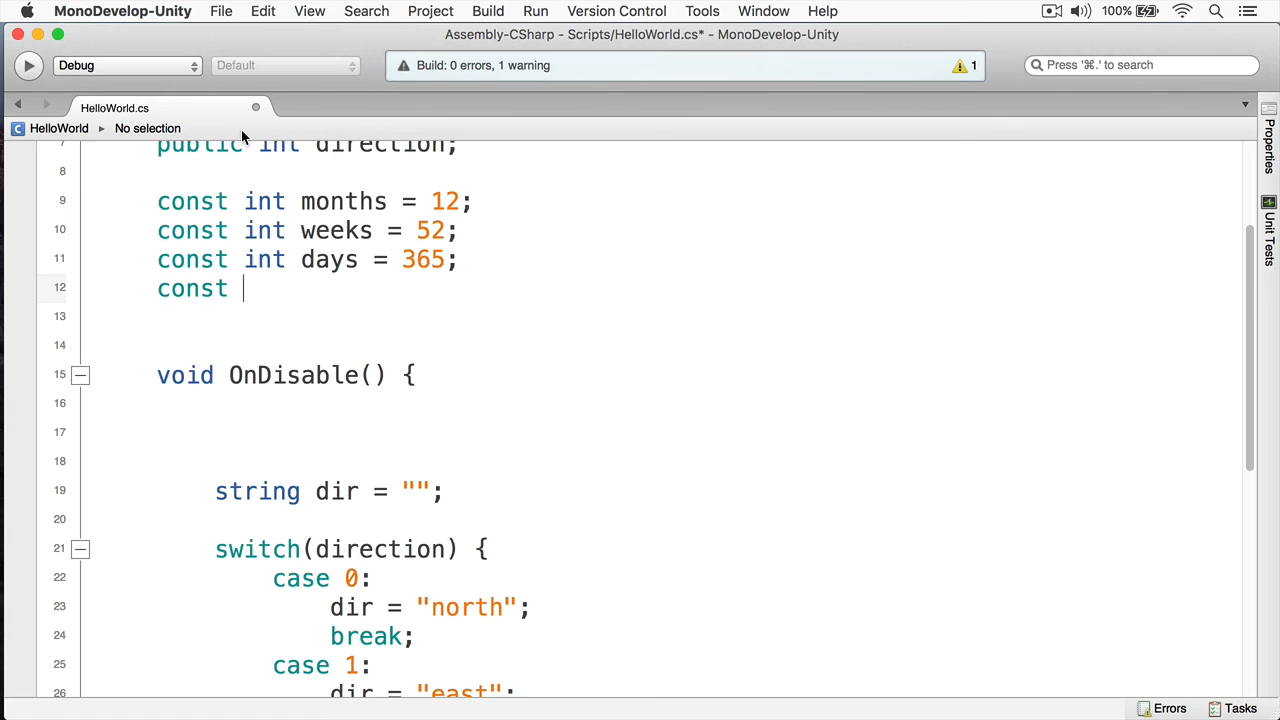 MonoDevelop-Unity File Edit View Search Project Build Run Version Control Tools Window Help 100%
Assembly-CSharp - Scripts/HelloWorld.cs* - MonoDevelop-Unity
Debug Default Build: 0 errors, 1 warning 1 Press '⌘.' to search
HelloWorld.cs
C HelloWorld ▸ No selection
7 public int direction;
8
9 const int months = 12;
10 const int weeks = 52;
11 const int days = 365;
12 const
13
14
15 void OnDisable() {
16
17
18
19 string dir = "";
20
21 switch(direction) {
22 case 0:
23 dir = "north";
24 break;
25 case 1:
26 dir = "east";
Properties
Unit Tests
Errors Tasks